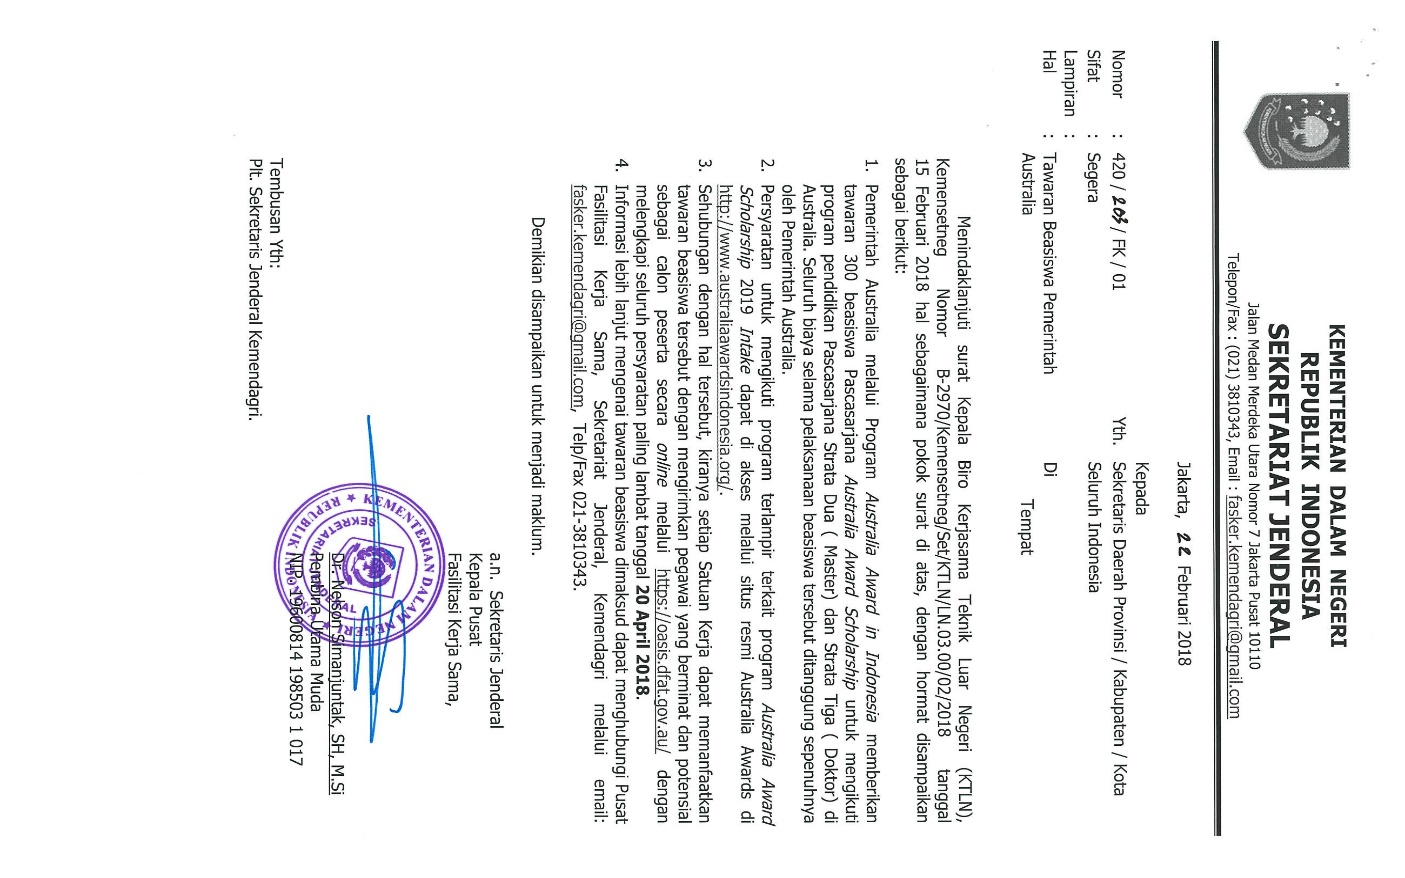 KEMENTERIAN DALAM NEGERI
REPUBLIK INDONESIA
SEKRETARIAT JENDERAL
Jalan Medan Merdeka Utara Nomor 7 Jakarta Pusat 10110
Telepon/Fax : (021) 3810343, Email : fasker.kemendagri@gmail.com
Jakarta, 22 Februari 2018
Kepada
Nomor : 420 / 203 / FK / 01 Yth. Sekretaris Daerah Provinsi / Kabupaten / Kota
Sifat : Segera Seluruh Indonesia
Lampiran :
Hal : Tawaran Beasiswa Pemerintah Di
Australia Tempat
Menindaklanjuti surat Kepala Biro Kerjasama Teknik Luar Negeri (KTLN),
Kemensetneg Nomor B-2970/Kemensetneg/Set/KTLN/LN.03.00/02/2018 tanggal
15 Februari 2018 hal sebagaimana pokok surat di atas, dengan hormat disampaikan
sebagai berikut:
1. Pemerintah Australia melalui Program Australia Award in Indonesia memberikan
tawaran 300 beasiswa Pascasarjana Australia Award Scholarship untuk mengikuti
program pendidikan Pascasarjana Strata Dua ( Master) dan Strata Tiga ( Doktor) di
Australia. Seluruh biaya selama pelaksanaan beasiswa tersebut ditanggung sepenuhnya
oleh Pemerintah Australia.
2. Persyaratan untuk mengikuti program terlampir terkait program Australia Award
Scholarship 2019 Intake dapat di akses melalui situs resmi Australia Awards di
http://www.australiaawardsindonesia.org/.
3. Sehubungan dengan hal tersebut, kiranya setiap Satuan Kerja dapat memanfaatkan
tawaran beasiswa tersebut dengan mengirimkan pegawai yang berminat dan potensial
sebagai calon peserta secara online melalui https://oasis.dfat.gov.au/ dengan
melengkapi seluruh persyaratan paling lambat tanggal 20 April 2018.
4. Informasi lebih lanjut mengenai tawaran beasiswa dimaksud dapat menghubungi Pusat
Fasilitasi Kerja Sama, Sekretariat Jenderal, Kemendagri melalui email:
fasker.kemendagri@gmail.com, Telp/Fax 021-3810343.
Demikian disampaikan untuk menjadi maklum.
a.n. Sekretaris Jenderal
Kepala Pusat
Fasilitasi Kerja Sama,
KEMENTERIAN DALAM NEGERI
REPUBLIK INDONESIA
SEKRETARIAT JENDERAL
Dr. Nelson Simanjuntak, SH, M.Si
Pembina Utama Muda
NIP. 19600814 198503 1 017
Tembusan Yth:
Plt. Sekretaris Jenderal Kemendagri.